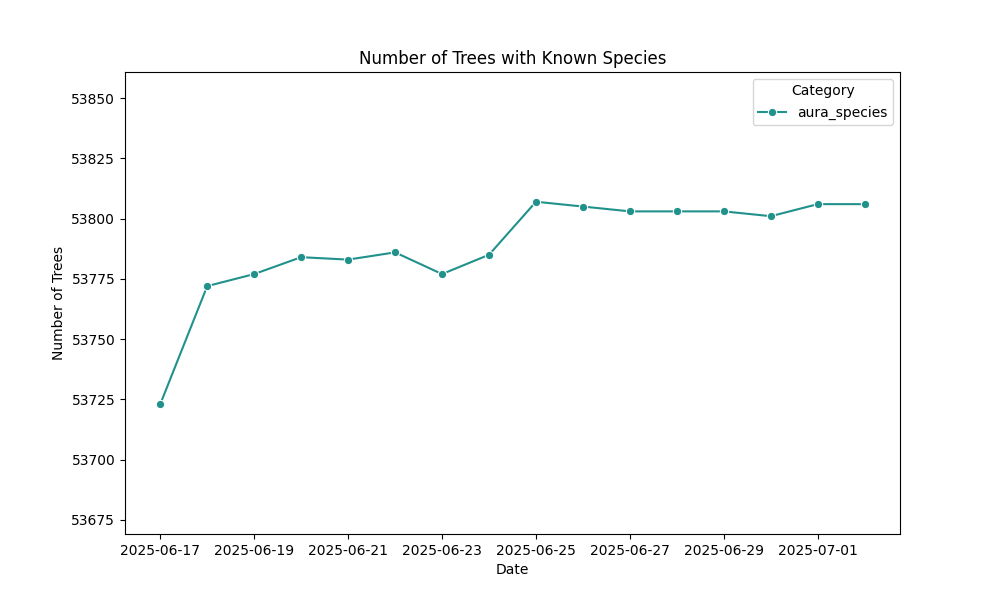 Number of Trees with Known Species
Category
aura_species
Number of Trees
53850
53825
53800
53775
53750
53725
53700
53675
2025-06-17 2025-06-19 2025-06-21 2025-06-23 2025-06-25 2025-06-27 2025-06-29 2025-07-01
Date